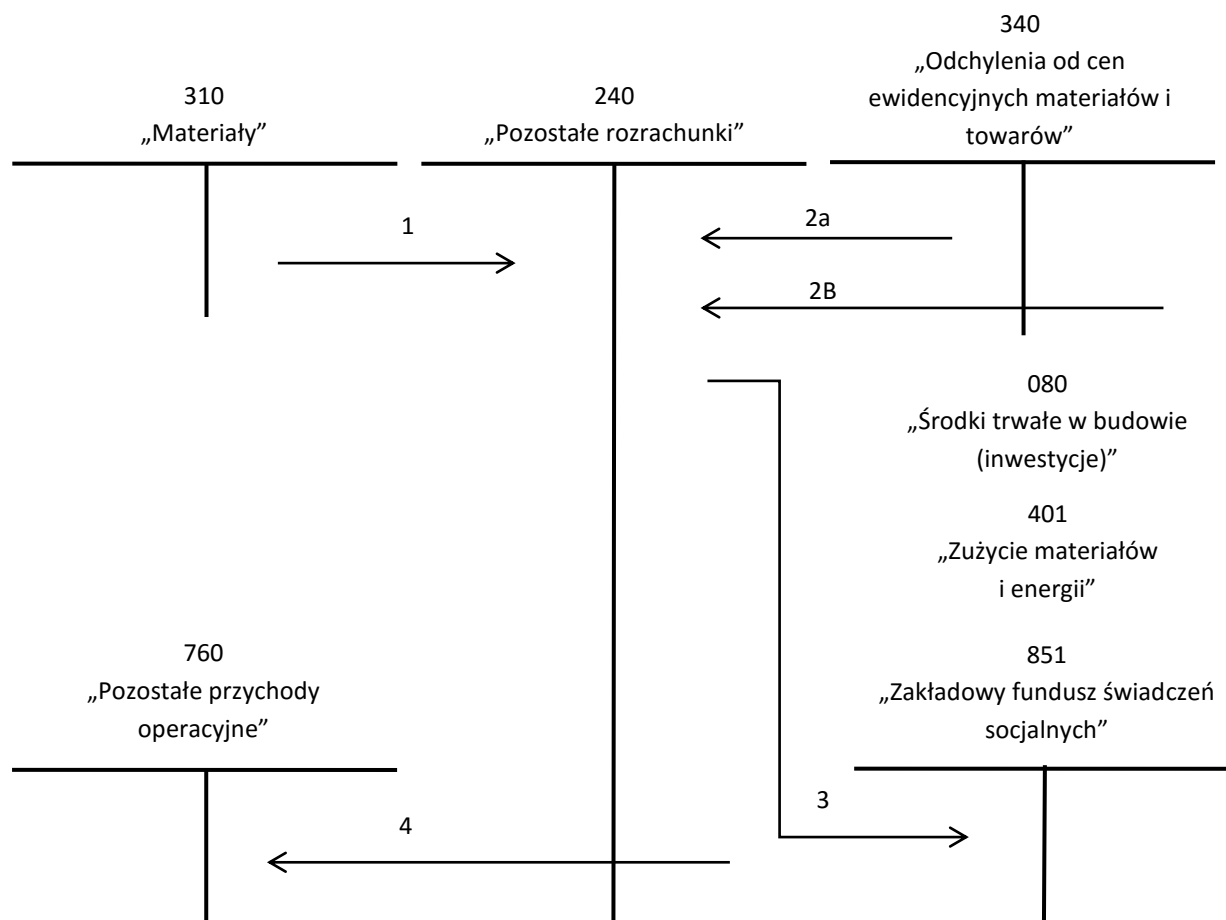 310
„Materiały”
240
„Pozostałe rozrachunki”
340
„Odchylenia od cen
ewidencyjnych materiałów i
towarów”
1
2a
2B
080
„Środki trwałe w budowie
(inwestycje)”
401
„Zużycie materiałów
i energii”
760
„Pozostałe przychody
operacyjne”
851
„Zakładowy fundusz świadczeń
socjalnych”
3
4